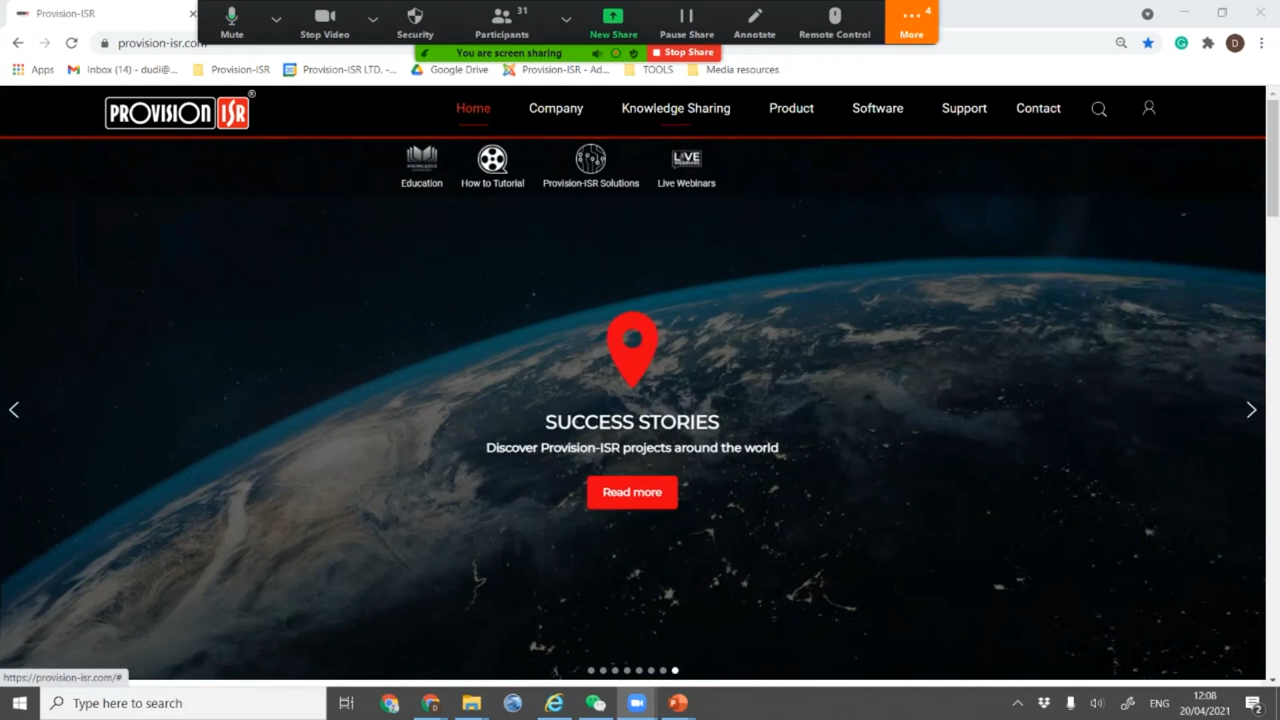 Provision-ISR
Mute
Stop Video
Security
31
Participants
New Share
Pause Share
Annotate
Remote Control
4
More
You are screen sharing
Stop Share
provision-isr.com
D
Apps
Inbox (14) - dudi@...
Provision-ISR
Provision-ISR LTD. -...
Google Drive
Provision-ISR - Ad...
TOOLS
Media resources
PROVISION ISR ®
Home
Company
Knowledge Sharing
Product
Software
Support
Contact
LIVE
Education
How to Tutorial
Provision-ISR Solutions
Live Webinars
SUCCESS STORIES
Discover Provision-ISR projects around the world
Read more
https://provision-isr.com/#
Type here to search
ENG
12:08
20/04/2021
2